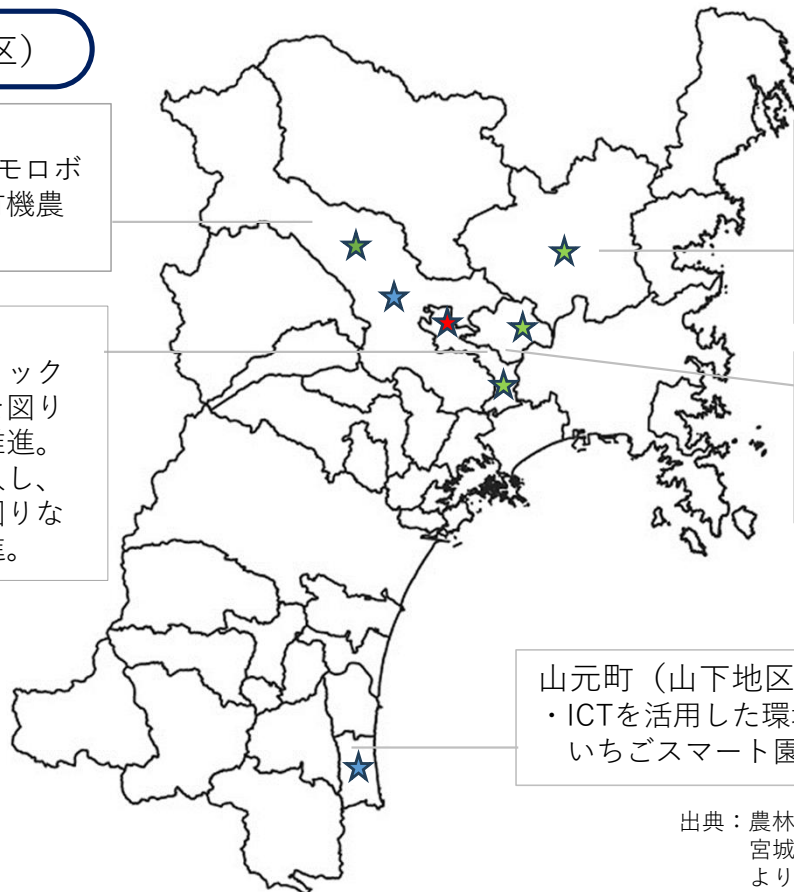 区）
モロボ
機農
ック
図り
進。
し、
りな
。
山元町（山下地区
・ICTを活用した環
いちごスマート園
出典：農林
宮城
より